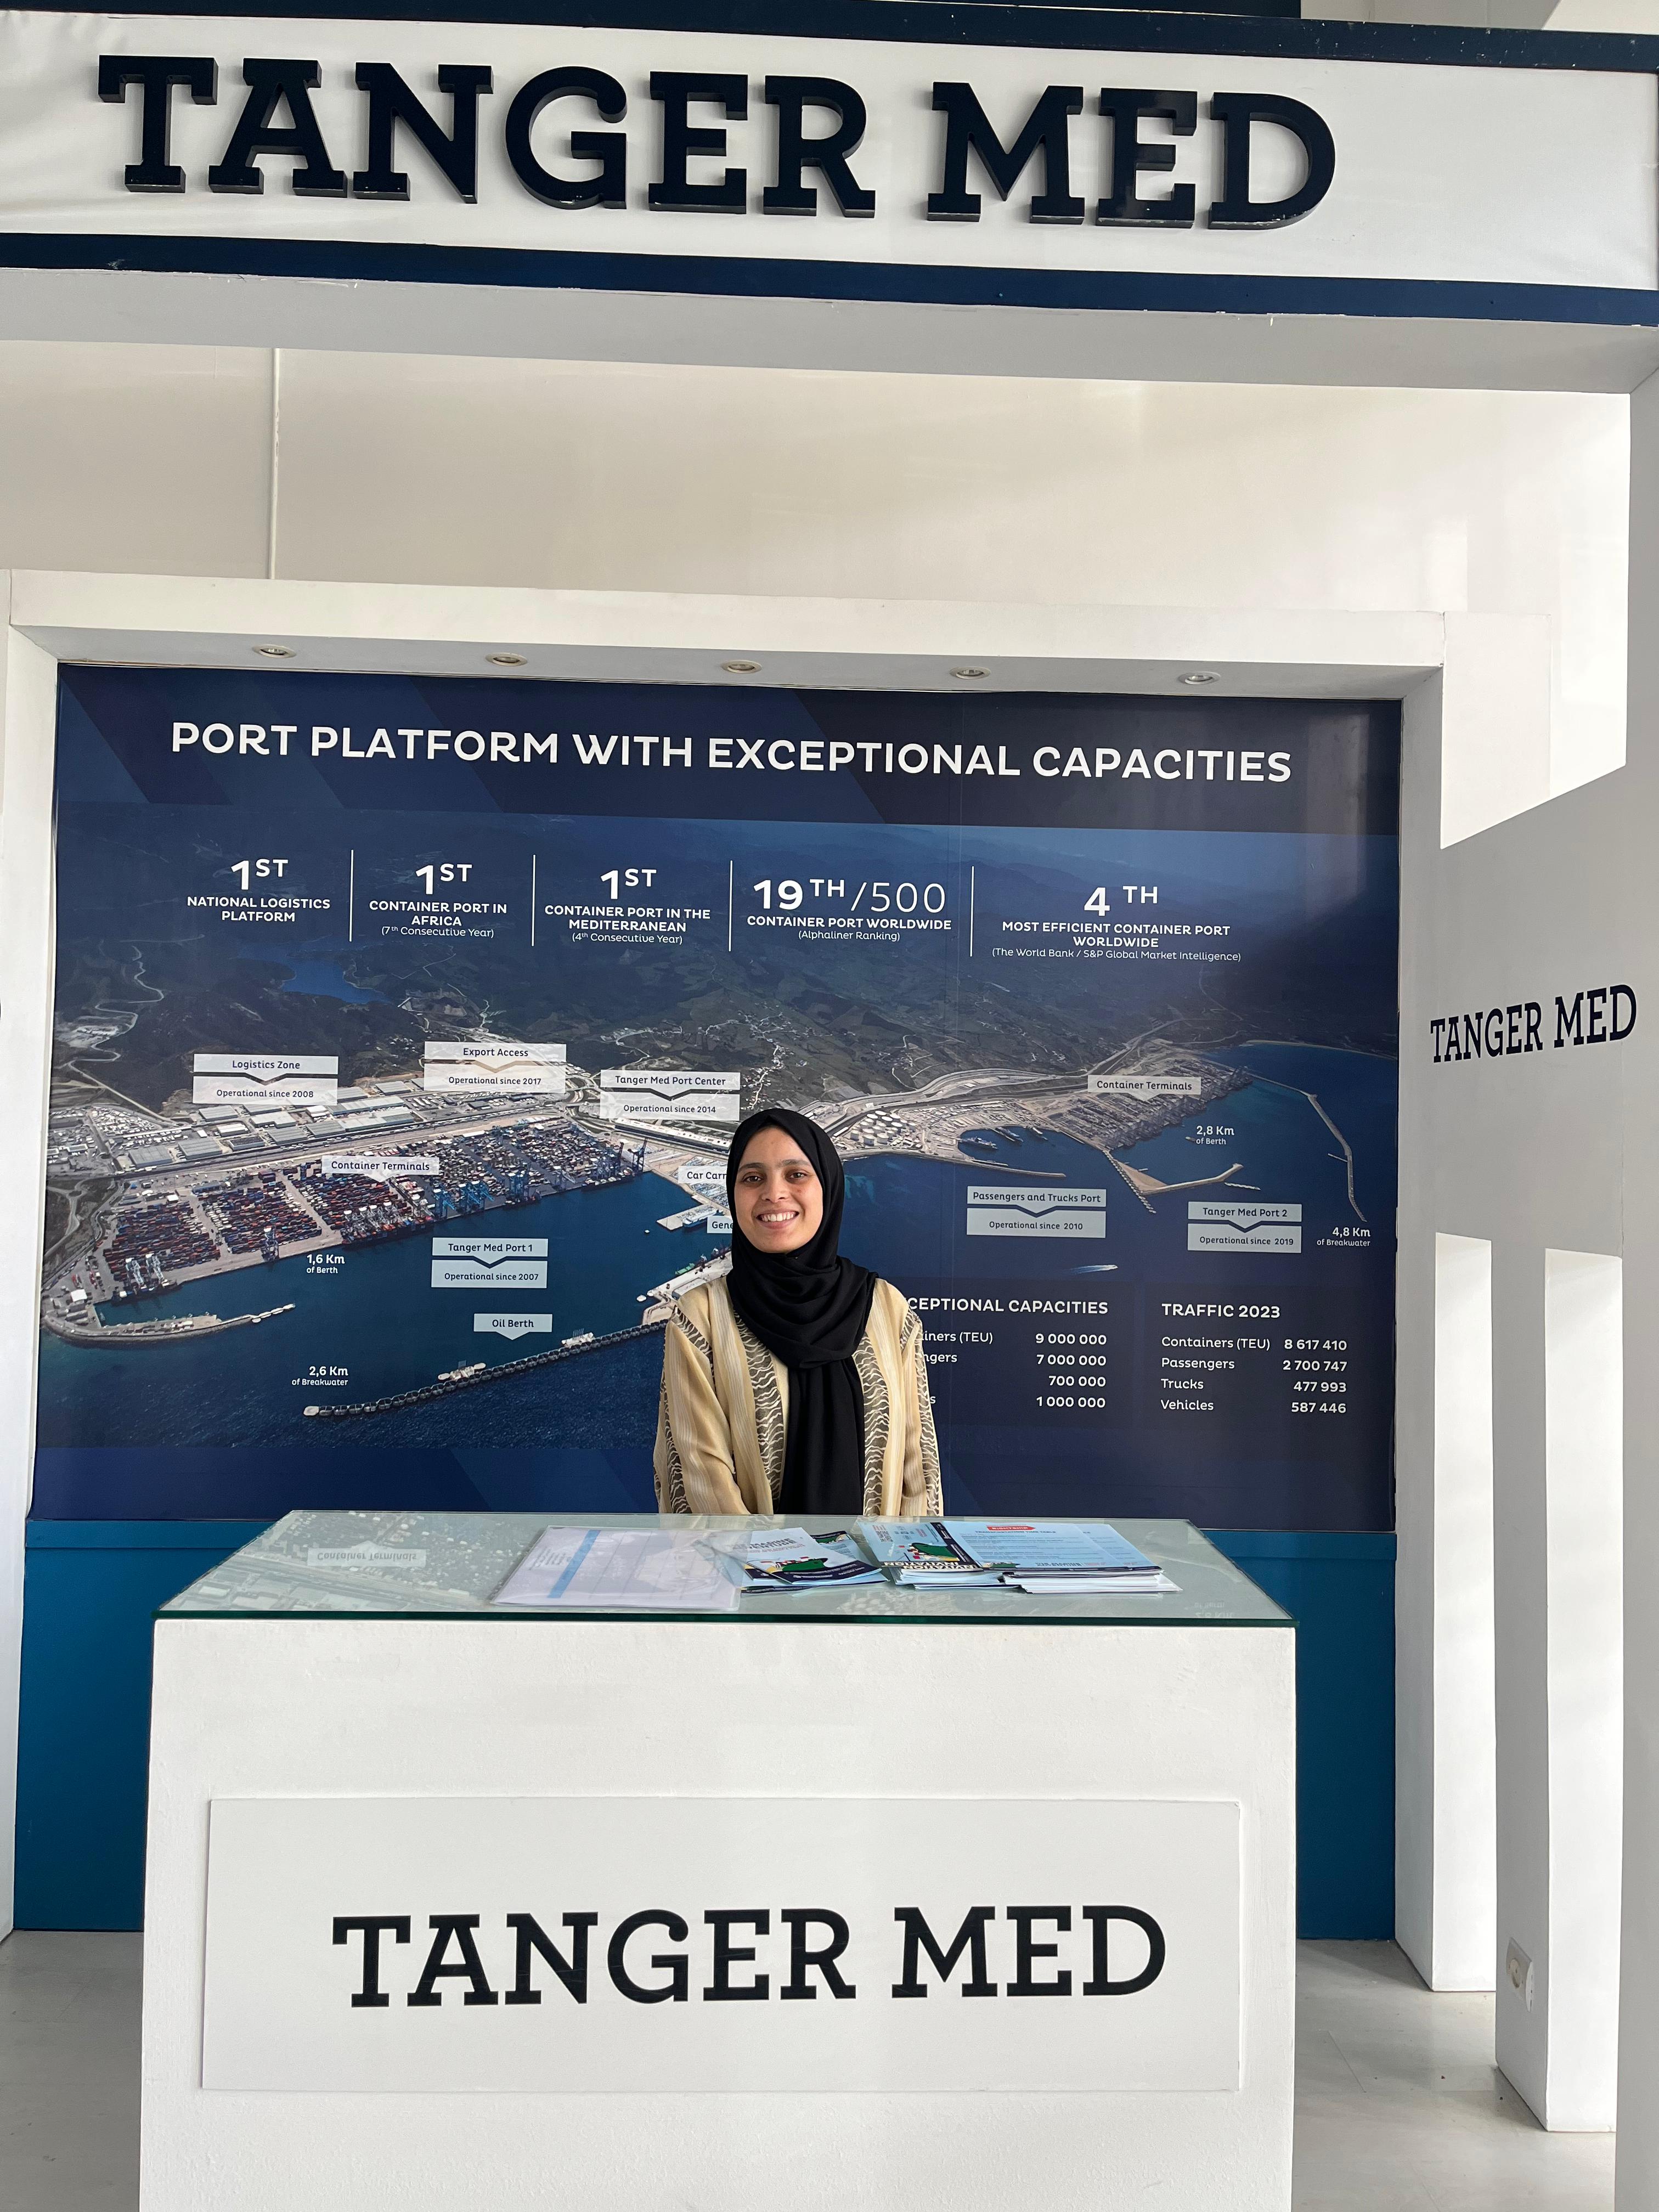 TANGER MED
PORT PLATFORM WITH EXCEPTIONAL CAPACITIES
1ST
NATIONAL LOGISTICS
PLATFORM
1ST
CONTAINER PORT IN
AFRICA
(7th Consecutive Year)
1ST
CONTAINER PORT IN THE
MEDITERRANEAN
(4th Consecutive Year)
19TH/500
CONTAINER PORT WORLDWIDE
(Alphaliner Ranking)
4 TH
MOST EFFICIENT CONTAINER PORT
WORLDWIDE
(The World Bank / S&P Global Market Intelligence)
TANGER MED
Logistics Zone
Operational since 2008
Export Access
Operational since 2017
Tanger Med Port Center
Operational since 2014
Container Terminals
2,8 Km
of Berth
Container Terminals
Car Carr
Gene
Passengers and Trucks Port
Operational since 2010
Tanger Med Port 2
Operational since 2019
4,8 Km
of Breakwater
1,6 Km
of Berth
Tanger Med Port 1
Operational since 2007
Oil Berth
2,6 Km
of Breakwater
CEPTIONAL CAPACITIES
iners (TEU) 9 000 000
ngers 7 000 000
700 000
s 1 000 000
TRAFFIC 2023
Containers (TEU) 8 617 410
Passengers 2 700 747
Trucks 477 993
Vehicles 587 446
TANGER MED